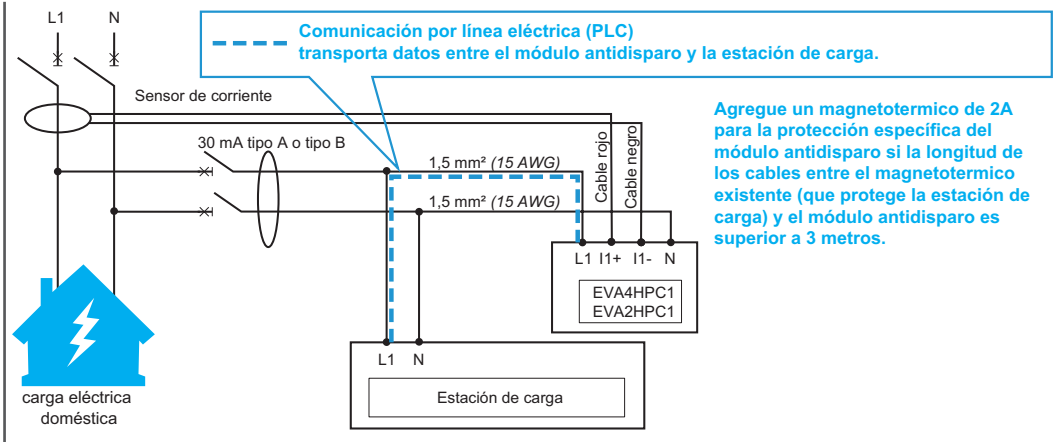 L1 N
Comunicación por línea eléctrica (PLC)
transporta datos entre el módulo antidisparo y la estación de carga.
Sensor de corriente
Agregue un magnetotermico de 2A
para la protección específica del
módulo antidisparo si la longitud de
los cables entre el magnetotermico
existente (que protege la estación de
carga) y el módulo antidisparo es
superior a 3 metros.
30 mA tipo A o tipo B
1,5 mm² (15 AWG)
1,5 mm² (15 AWG)
Cable rojo
Cable negro
L1 I1+ I1- N
EVA4HPC1
EVA2HPC1
L1 N
Estación de carga
carga eléctrica
doméstica